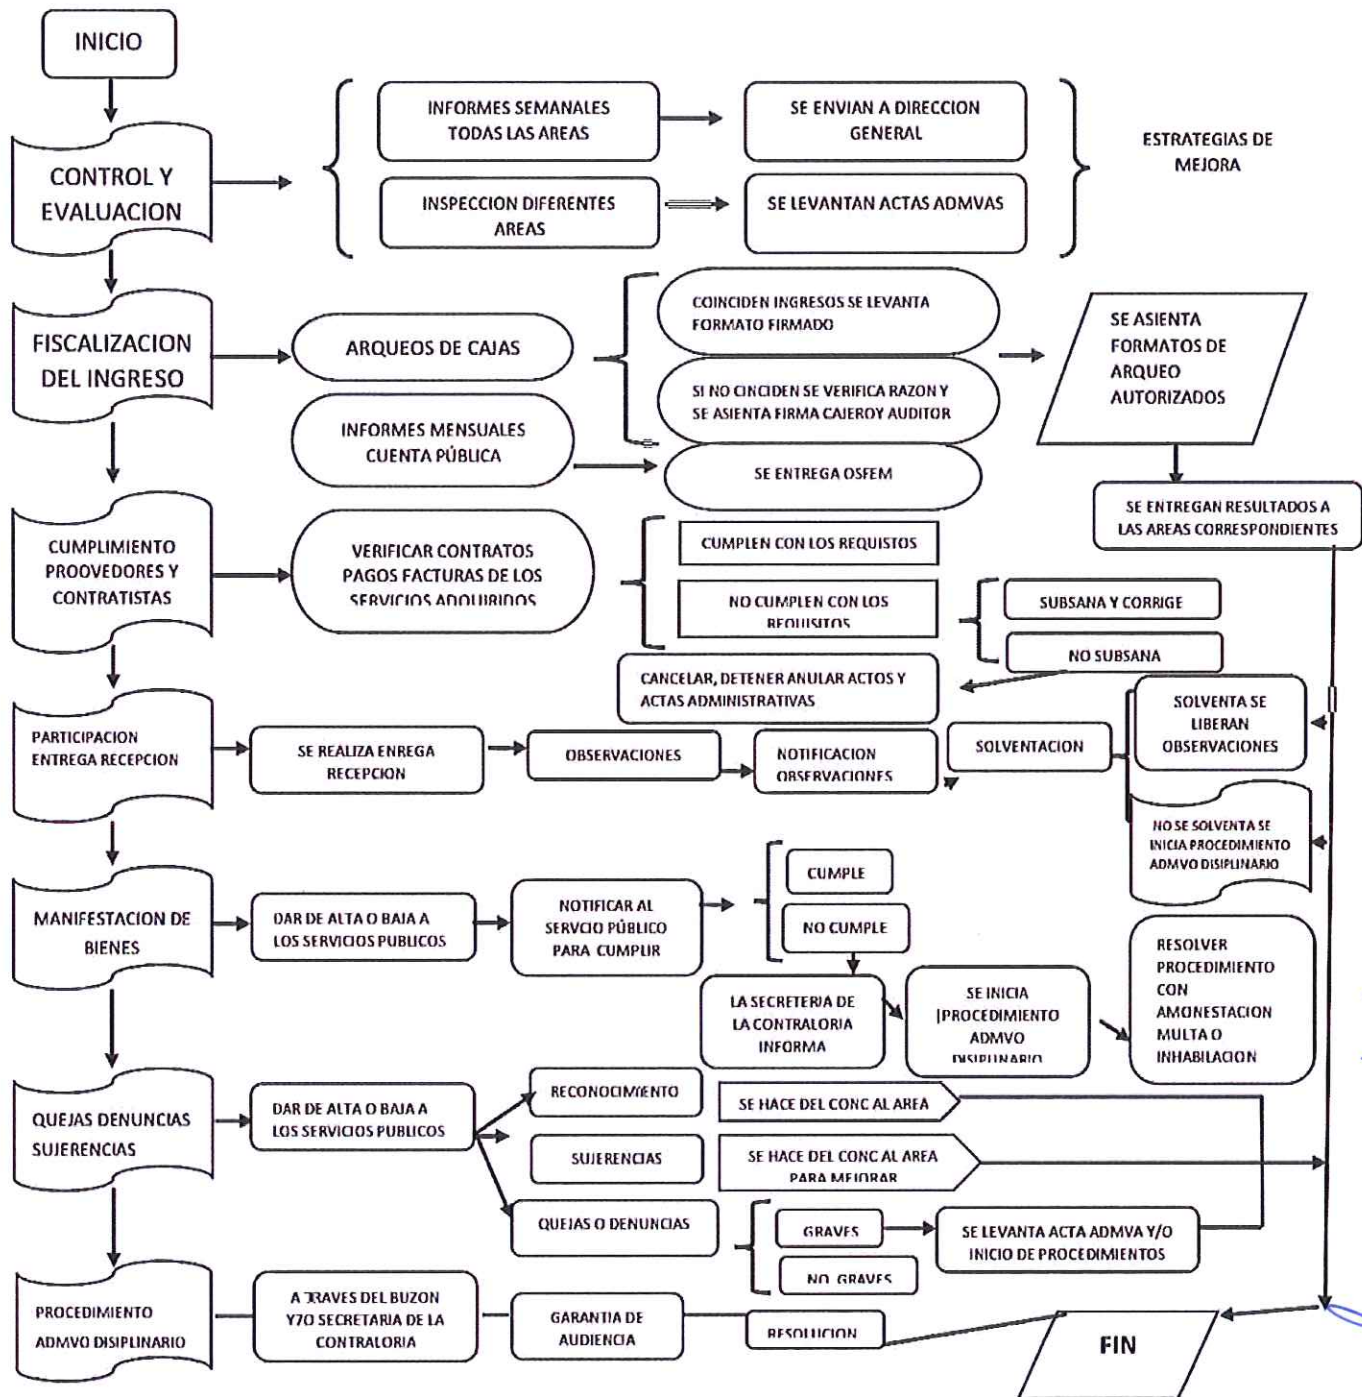 INICIO
CONTROL Y
EVALUACION
INFORMES SEMANALES
TODAS LAS AREAS
SE ENVIAN A DIRECCION
GENERAL
INSPECCION DIFERENTES
AREAS
SE LEVANTAN ACTAS ADMVAS
ESTRATEGIAS DE
MEJORA
FISCALIZACION
DEL INGRESO
ARQUEOS DE CAJAS
COINCIDEN INGRESOS SE LEVANTA
FORMATO FIRMADO
SI NO CINCIDEN SE VERIFICA RAZON Y
SE ASIENTA FIRMA CAJEROY AUDITOR
SE ASIENTA
FORMATOS DE
ARQUEO
AUTORIZADOS
INFORMES MENSUALES
CUENTA PÚBLICA
SE ENTREGA OSFEM
SE ENTREGAN RESULTADOS A
LAS AREAS CORRESPONDIENTES
CUMPLIMIENTO
PROOVEDORES Y
CONTRATISTAS
VERIFICAR CONTRATOS
PAGOS FACTURAS DE LOS
SERVICIOS ADQUIRIDOS
CUMPLEN CON LOS REQUISTOS
NO CUMPLEN CON LOS
REQUISITOS
SUBSANA Y CORRIGE
NO SUBSANA
CANCELAR, DETENER ANULAR ACTOS Y
ACTAS ADMINISTRATIVAS
PARTICIPACION
ENTREGA RECEPCION
SE REALIZA ENREGA
RECEPCION
OBSERVACIONES
NOTIFICACION
OBSERVACIONES
SOLVENTACION
SOLVENTA SE
LIBERAN
OBSERVACIONES
NO SE SOLVENTA SE
INICIA PROCEDIMIENTO
ADMVO DISIPLINARIO
MANIFESTACION DE
BIENES
DAR DE ALTA O BAJA A
LOS SERVICIOS PUBLICOS
NOTIFICAR AL
SERVCIO PÚBLICO
PARA CUMPLIR
CUMPLE
NO CUMPLE
LA SECRETERIA DE
LA CONTRALORIA
INFORMA
SE INICIA
PROCEDIMIENTO
ADMVO
DISIPLINARIO
RESOLVER
PROCEDIMIENTO
CON
AMONESTACION
MULTA O
INHABILACION
QUEJAS DENUNCIAS
SUJERENCIAS
DAR DE ALTA O BAJA A
LOS SERVICIOS PUBLICOS
RECONOCIMIENTO
SE HACE DEL CONC AL AREA
SUJERENCIAS
SE HACE DEL CONC AL AREA
PARA MEJORAR
QUEJAS O DENUNCIAS
GRAVES
NO GRAVES
SE LEVANTA ACTA ADMVA Y/O
INICIO DE PROCEDIMIENTOS
PROCEDIMIENTO
ADMVO DISIPLINARIO
A TRAVES DEL BUZON
Y7O SECRETARIA DE LA
CONTRALORIA
GARANTIA DE
AUDIENCIA
RESOLUCION
FIN